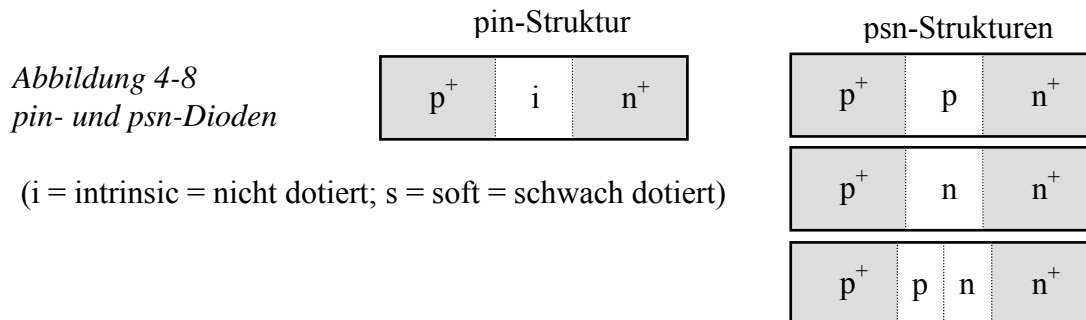 pin-Struktur
psn-Strukturen
Abbildung 4-8
pin- und psn-Dioden
p⁺ i n⁺
p⁺ p n⁺
p⁺ n n⁺
p⁺ p n n⁺
(i = intrinsic = nicht dotiert; s = soft = schwach dotiert)